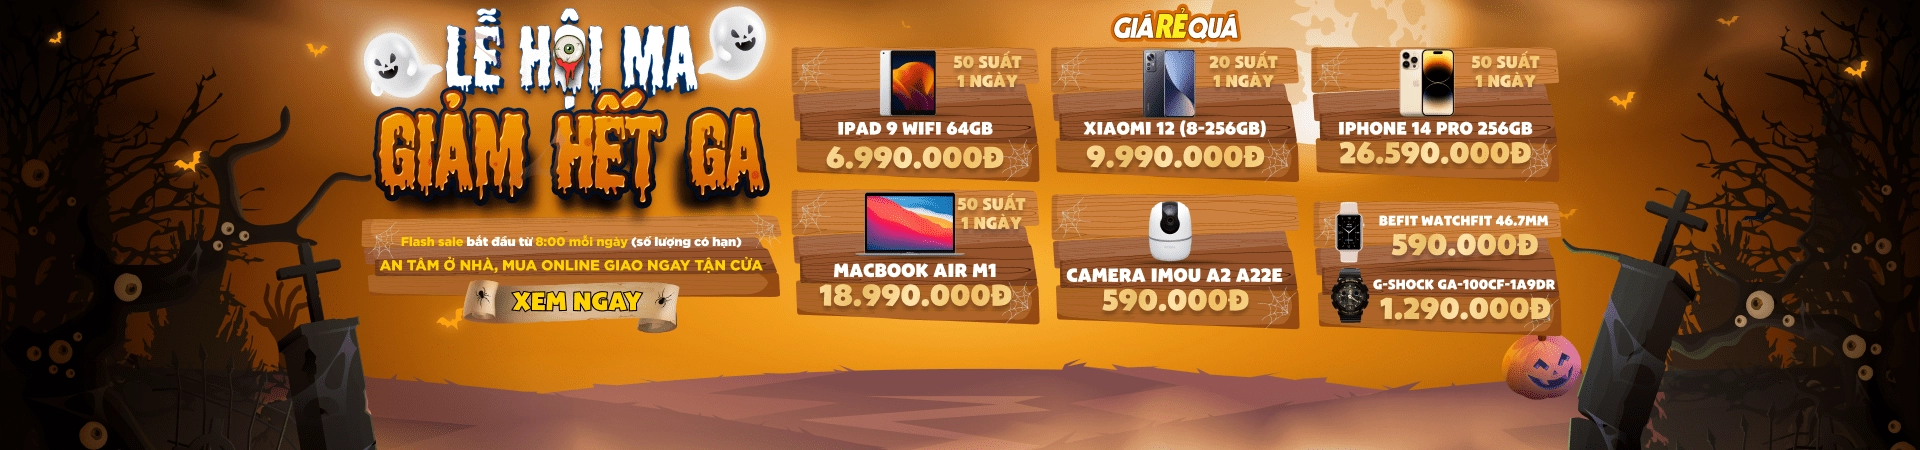 LỄ HỘI MA
GIẢM HẾT GA
Flash sale bắt đầu từ 8:00 mỗi ngày (số lượng có hạn)
AN TÂM Ở NHÀ, MUA ONLINE GIAO NGAY TẬN CỬA
XEM NGAY
GIÁ RẺ QUÁ
50 SUẤT
1 NGÀY
IPAD 9 WIFI 64GB
6.990.000Đ
20 SUẤT
1 NGÀY
XIAOMI 12 (8-256GB)
9.990.000Đ
50 SUẤT
1 NGÀY
IPHONE 14 PRO 256GB
26.590.000Đ
50 SUẤT
1 NGÀY
MACBOOK AIR M1
18.990.000Đ
CAMERA IMOU A2 A22E
590.000Đ
BEFIT WATCHFIT 46.7MM
590.000Đ
G-SHOCK GA-100CF-1A9DR
1.290.000Đ